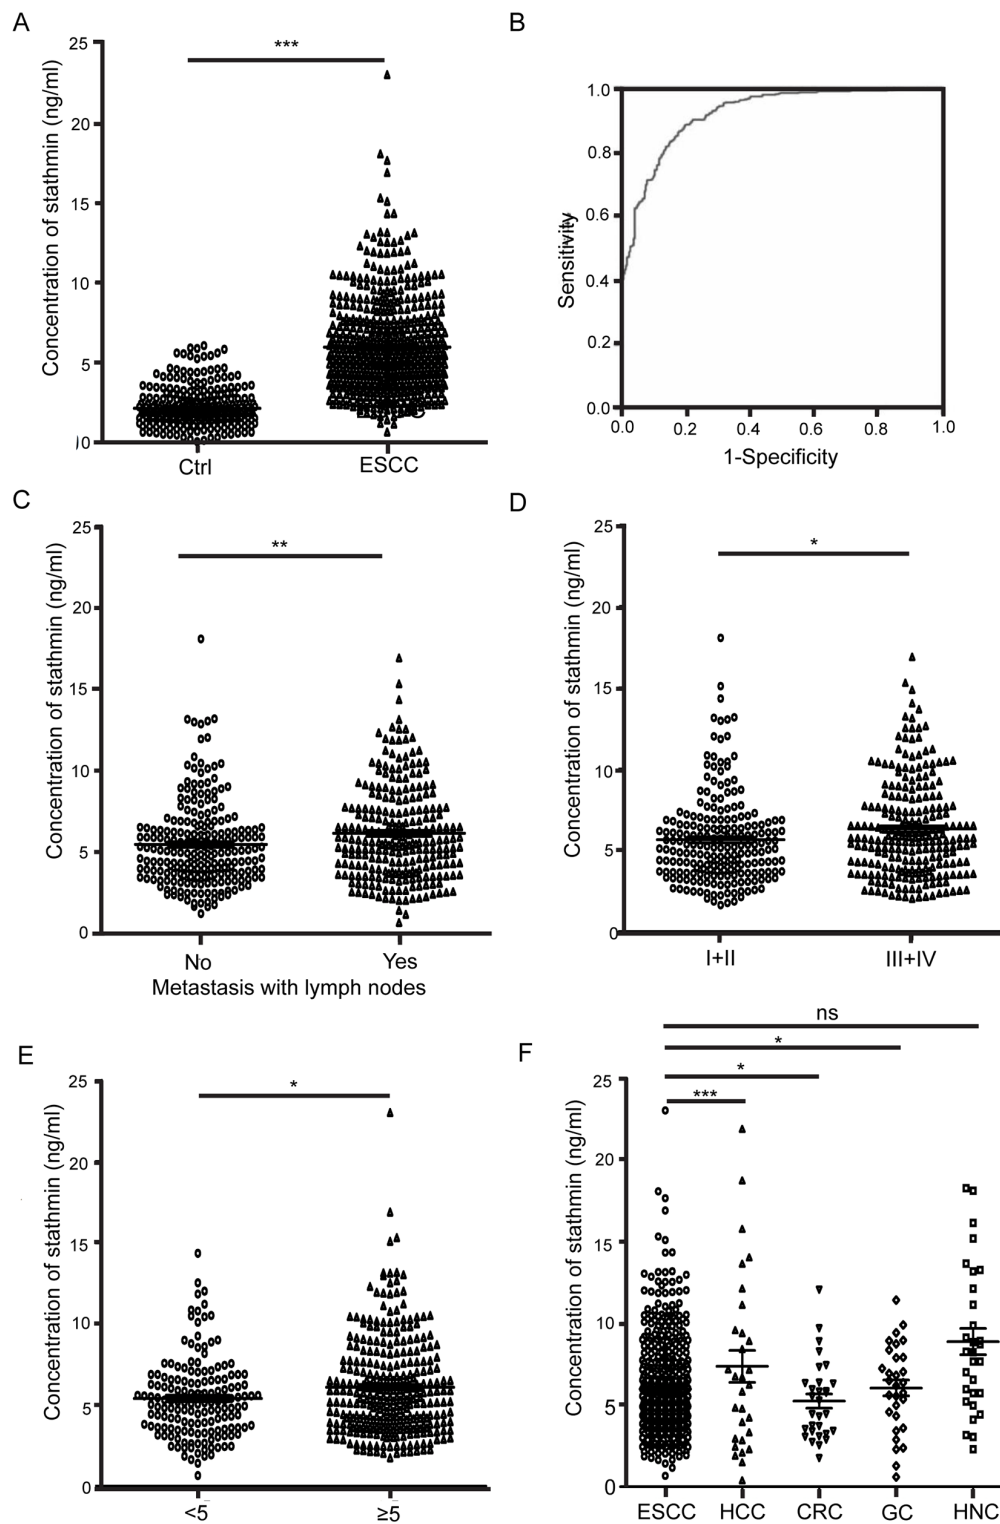 A
Concentration of stathmin (ng/ml)
25
20
15
10
5
0
***
Ctrl
ESCC
B
Sensitivity
1.0
0.8
0.6
0.4
0.2
0.0
0.0 0.2 0.4 0.6 0.8 1.0
1-Specificity
C
Concentration of stathmin (ng/ml)
25
20
15
10
5
0
**
No
Yes
Metastasis with lymph nodes
D
Concentration of stathmin (ng/ml)
25
20
15
10
5
0
*
I+II
III+IV
E
Concentration of stathmin (ng/ml)
25
20
15
10
5
0
*
<5
≥5
F
Concentration of stathmin (ng/ml)
25
20
15
10
5
0
ns
*
*
***
ESCC HCC CRC GC HNC